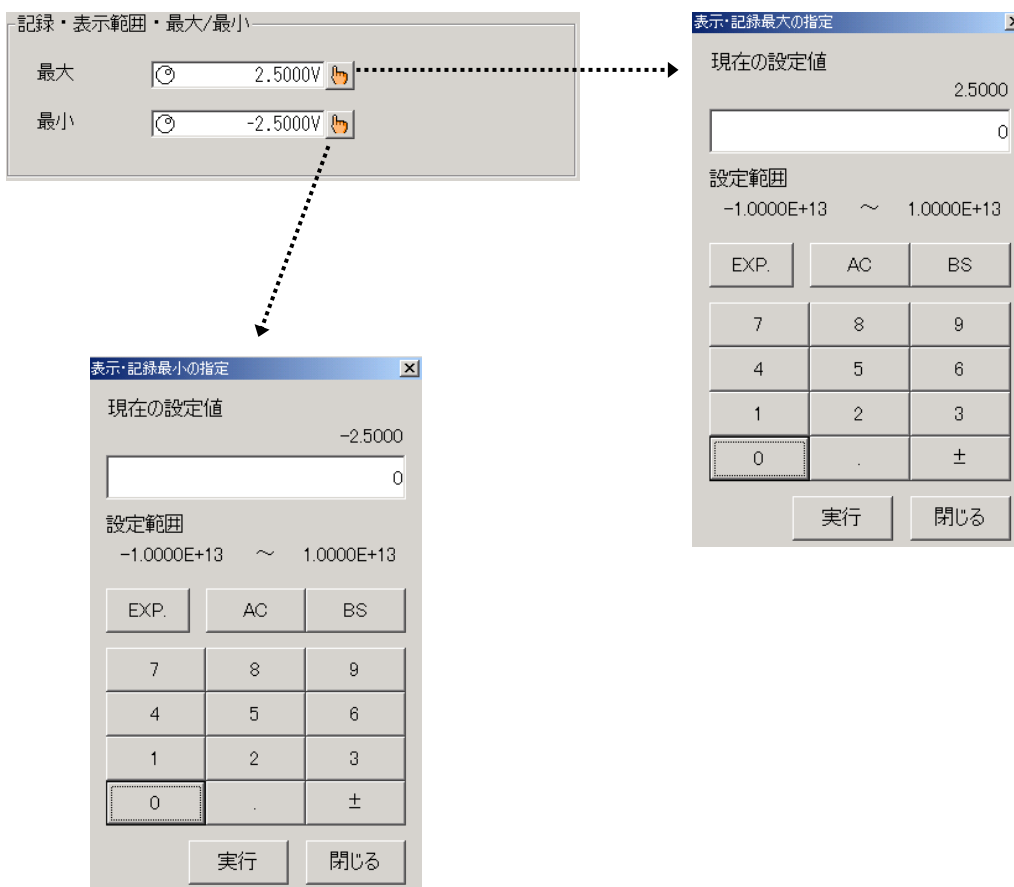 記録・表示範囲・最大/最小
最大 2.5000V
最小 -2.5000V
表示・記録最大の指定
現在の設定値
2.5000
0
設定範囲
-1.0000E+13 ～ 1.0000E+13
EXP. AC BS
7 8 9
4 5 6
1 2 3
0 . ±
実行 閉じる
表示・記録最小の指定
現在の設定値
-2.5000
0
設定範囲
-1.0000E+13 ～ 1.0000E+13
EXP. AC BS
7 8 9
4 5 6
1 2 3
0 . ±
実行 閉じる